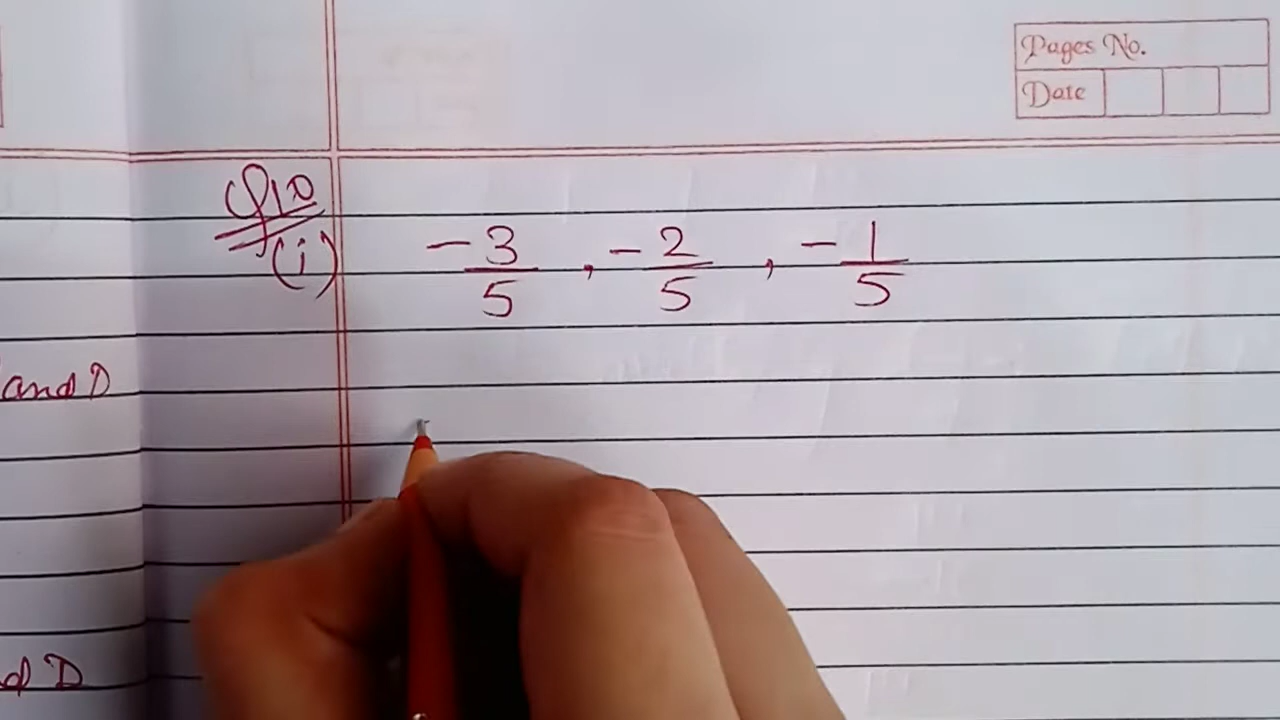 Pages No.
Date
Q10
(i) -3/5, -2/5, -1/5
and D
d D